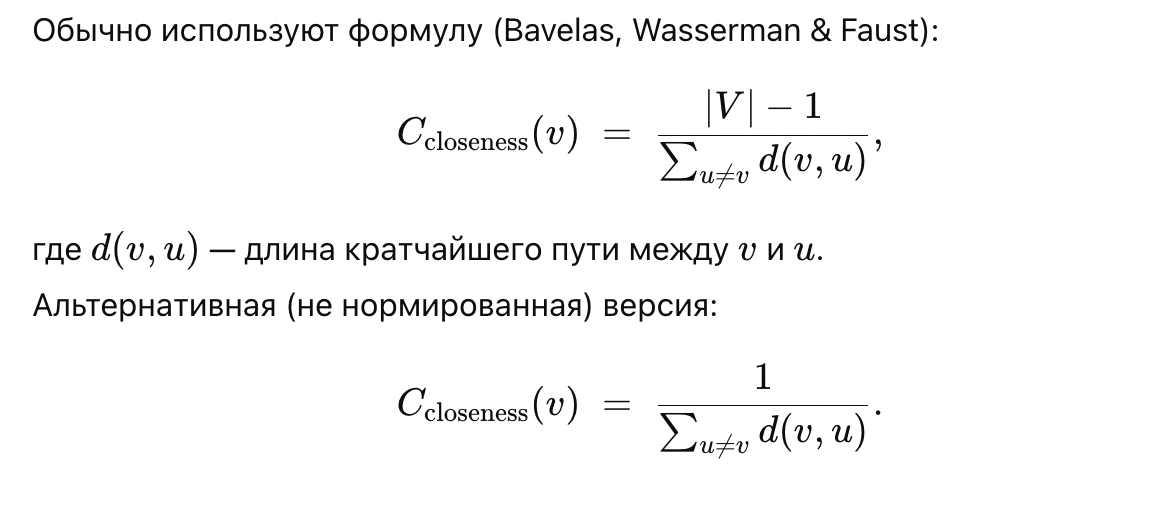 Обычно используют формулу (Bavelas, Wasserman & Faust):
C_closeness(v) = (|V| − 1) / (∑_{u≠v} d(v, u)),
где d(v, u) — длина кратчайшего пути между v и u.
Альтернативная (не нормированная) версия:
C_closeness(v) = 1 / (∑_{u≠v} d(v, u)).